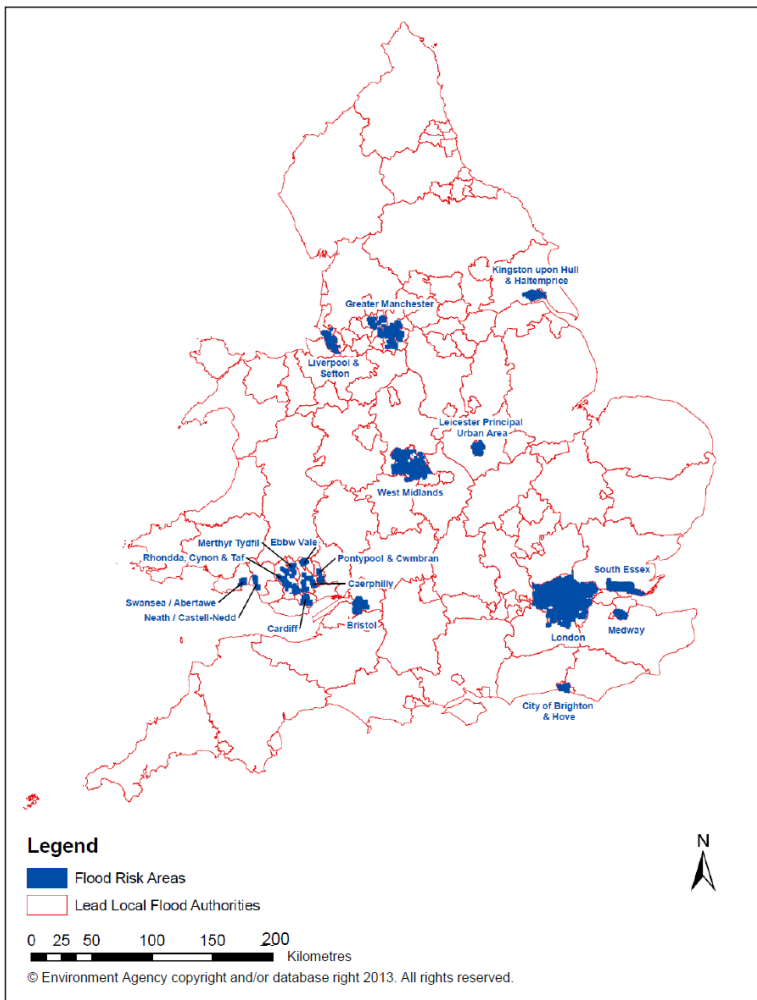 Kingston upon Hull
& Haltemprice
Greater Manchester
Liverpool &
Sefton
Leicester Principal
Urban Area
West Midlands
Merthyr Tydfil
Ebbw Vale
Rhondda, Cynon & Taf
Pontypool & Cwmbran
Caerphilly
Swansea / Abertawe
Neath / Castell-Nedd
Cardiff
Bristol
South Essex
London
Medway
City of Brighton
& Hove
Legend
Flood Risk Areas
Lead Local Flood Authorities
N
0 25 50 100 150 200
Kilometres
© Environment Agency copyright and/or database right 2013. All rights reserved.